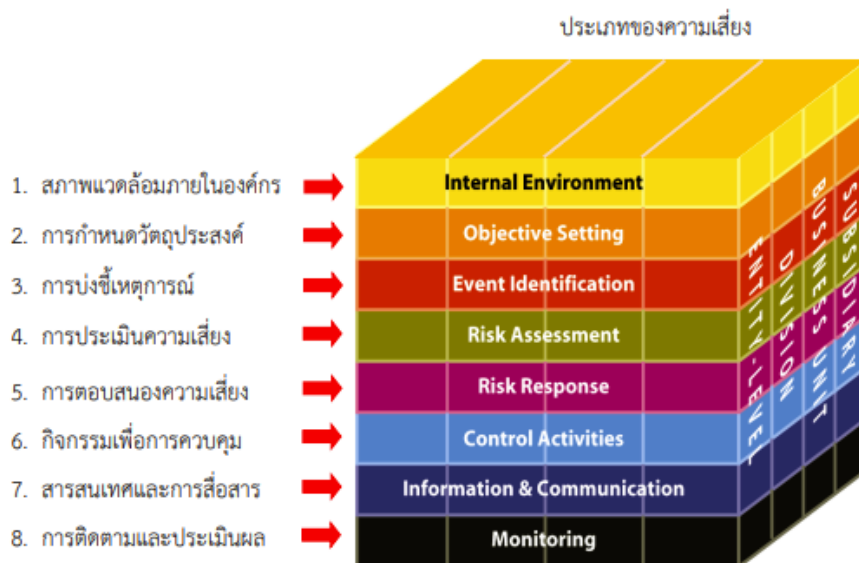 ประเภทของความเสี่ยง
1. สภาพแวดล้อมภายในองค์กร
Internal Environment
2. การกำหนดวัตถุประสงค์
Objective Setting
3. การบ่งชี้เหตุการณ์
Event Identification
4. การประเมินความเสี่ยง
Risk Assessment
5. การตอบสนองความเสี่ยง
Risk Response
6. กิจกรรมเพื่อการควบคุม
Control Activities
7. สารสนเทศและการสื่อสาร
Information & Communication
8. การติดตามและประเมินผล
Monitoring
ENTITY-LEVEL
DIVISION
BUSINESS UNIT
SUBSIDIARY